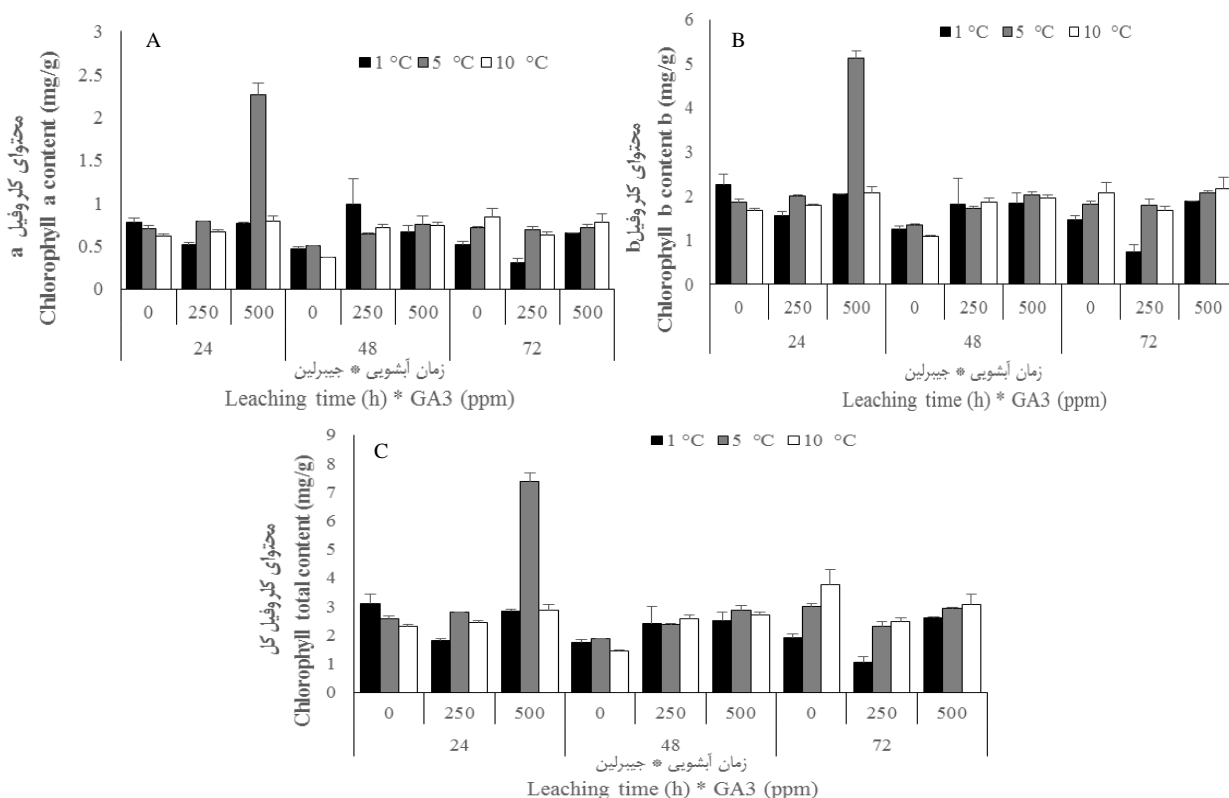 A
1 °C 5 °C 10 °C
محتوای کلروفیل a
Chlorophyll a content (mg/g)
3
2.5
2
1.5
1
0.5
0
0 250 500 0 250 500 0 250 500
24 48 72
زمان آبشویی * جیبرلین
Leaching time (h) * GA3 (ppm)
B
1 °C 5 °C 10 °C
محتوای کلروفیل b
Chlorophyll b content b (mg/g)
6
5
4
3
2
1
0
0 250 500 0 250 500 0 250 500
24 48 72
زمان آبشویی * جیبرلین
Leaching time (h) * GA3 (ppm)
C
1 °C 5 °C 10 °C
محتوای کلروفیل کل
Chlorophyll total content (mg/g)
9
8
7
6
5
4
3
2
1
0
0 250 500 0 250 500 0 250 500
24 48 72
زمان آبشویی * جیبرلین
Leaching time (h) * GA3 (ppm)